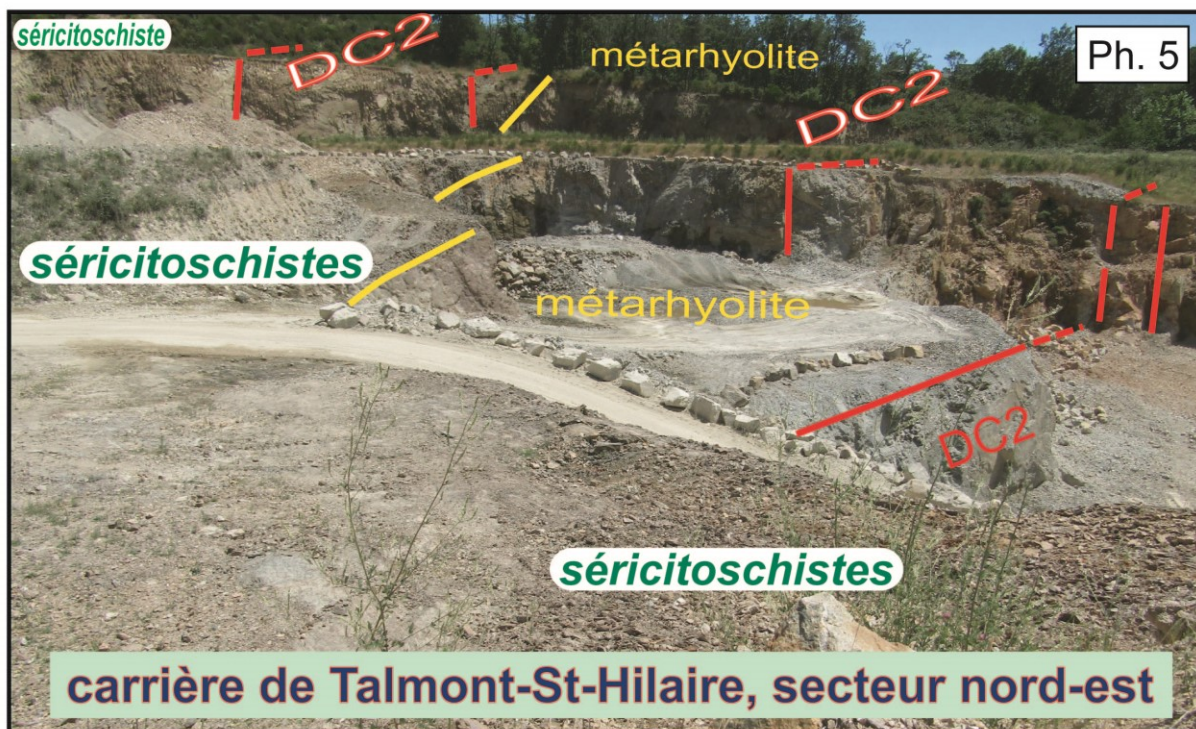 séricitoschiste
DC2
métarhyolite
Ph. 5
DC2
séricitoschistes
métarhyolite
DC2
séricitoschistes
carrière de Talmont-St-Hilaire, secteur nord-est